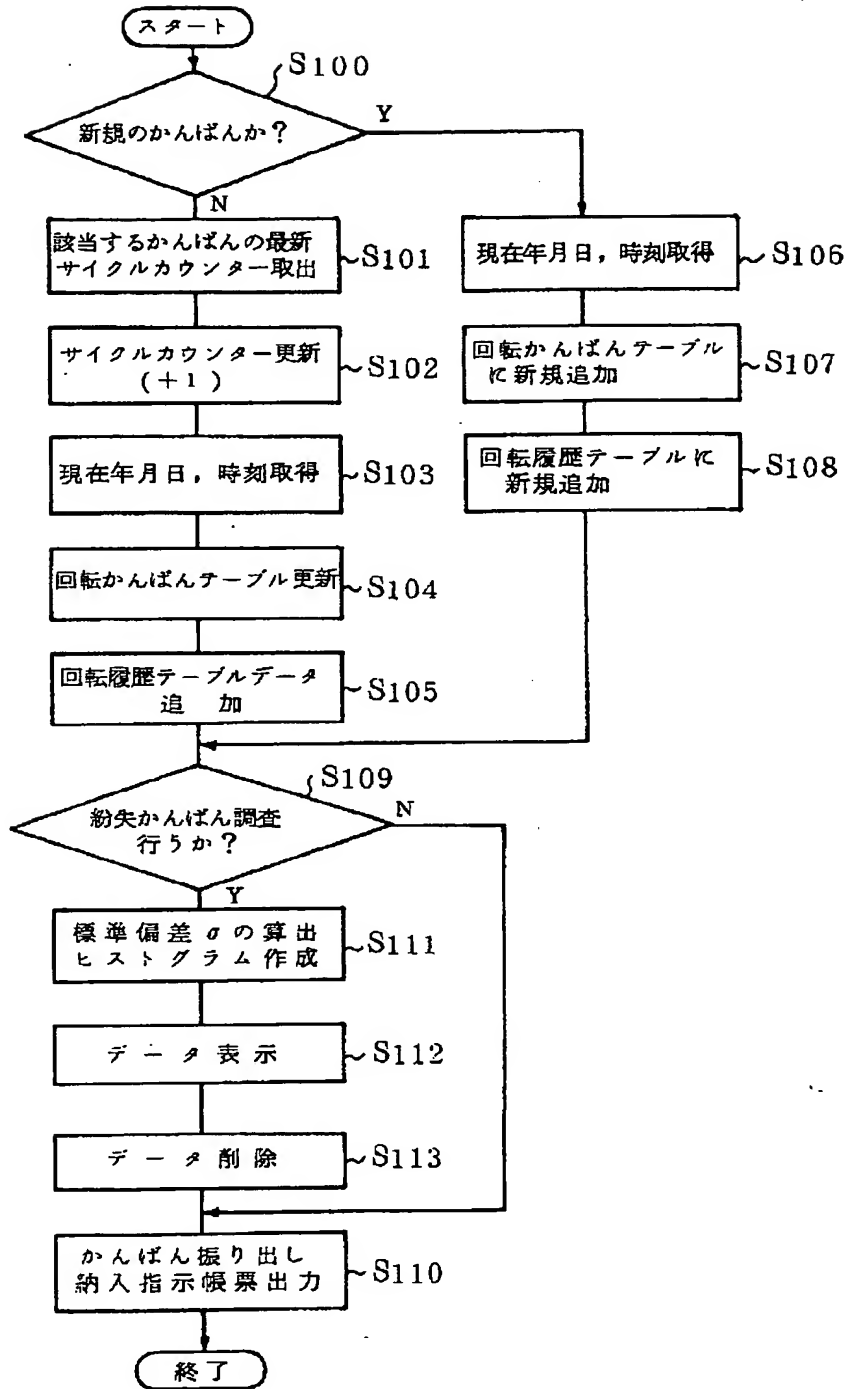 スタート
S100
新規のかんばんか?
Y
N
該当するかんばんの最新
サイクルカウンター取出
S101
サイクルカウンター更新
(+1)
S102
現在年月日,時刻取得
S103
回転かんばんテーブル更新
S104
回転履歴テーブルデータ
追 加
S105
現在年月日,時刻取得
S106
回転かんばんテーブル
に新規追加
S107
回転履歴テーブルに
新規追加
S108
S109
紛失かんばん調査
行うか?
N
Y
標準偏差σの算出
ヒストグラム作成
S111
データ表示
S112
データ削除
S113
かんばん振り出し
納入指示帳票出力
S110
終了